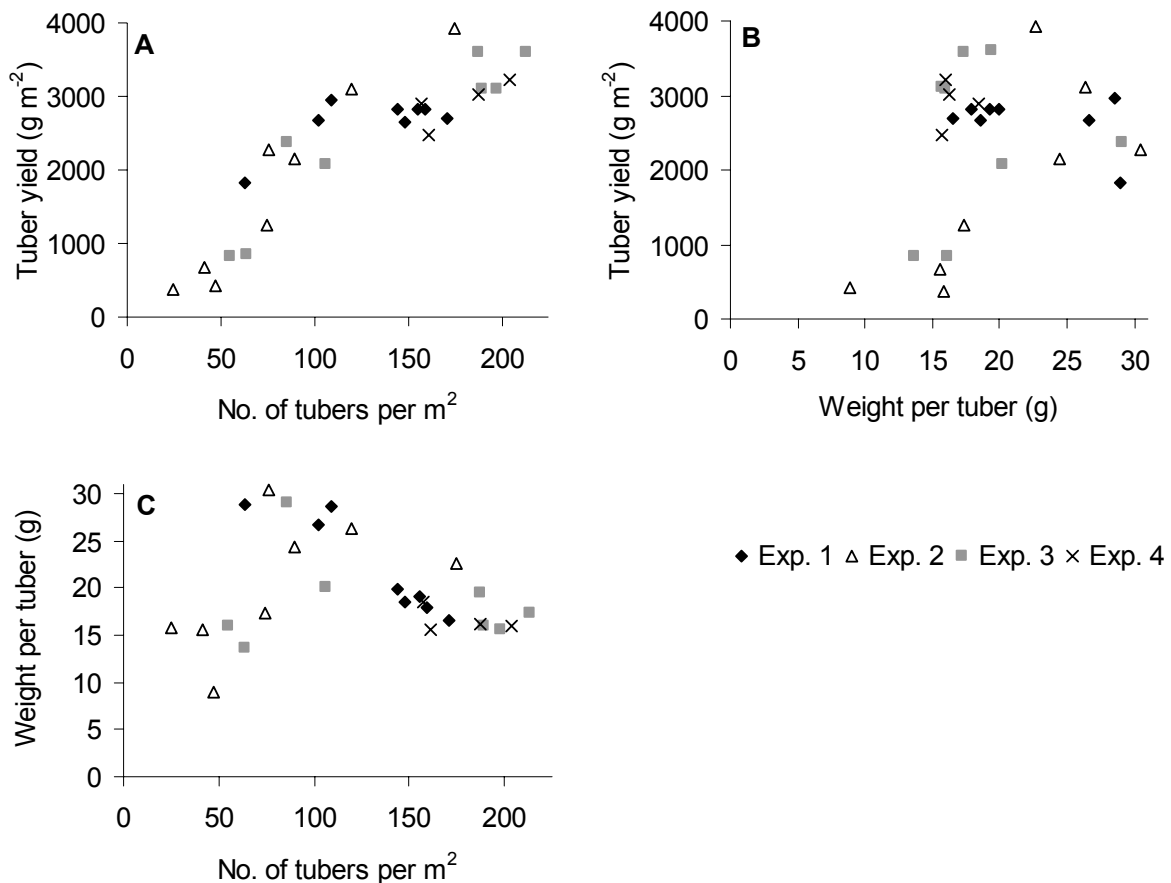 A
Tuber yield (g m⁻²)
4000
3000
2000
1000
0
0 50 100 150 200
No. of tubers per m²
B
Tuber yield (g m⁻²)
4000
3000
2000
1000
0
0 5 10 15 20 25 30
Weight per tuber (g)
C
Weight per tuber (g)
30
25
20
15
10
5
0
0 50 100 150 200
No. of tubers per m²
Exp. 1 Exp. 2 Exp. 3 Exp. 4